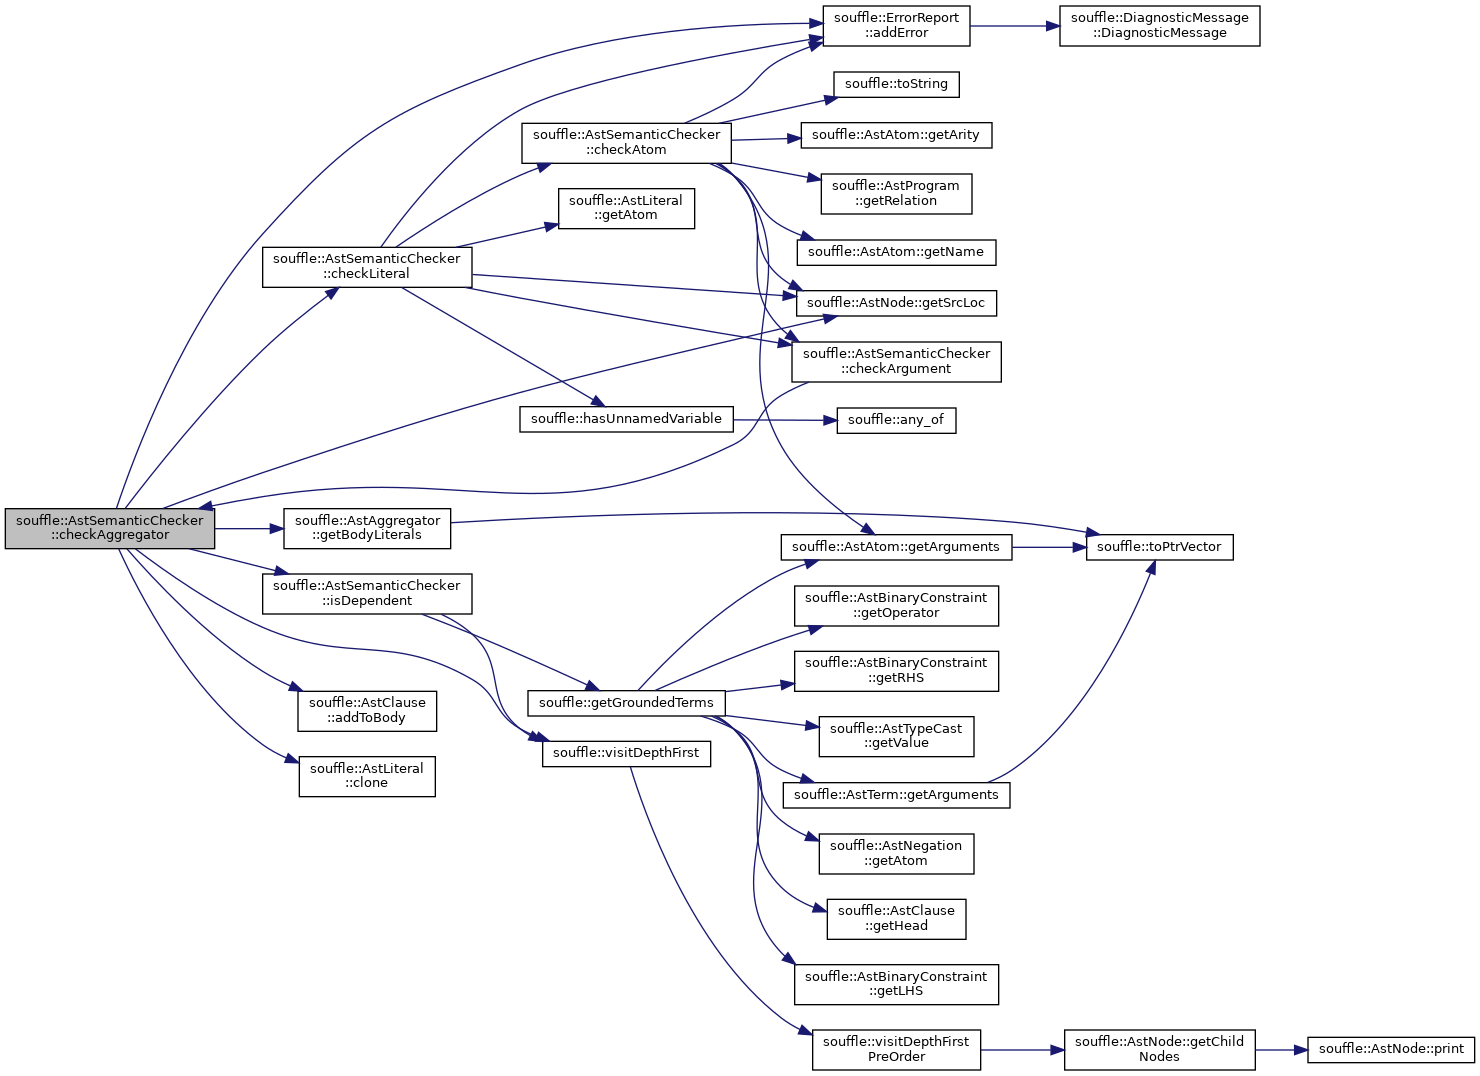 souffle::ErrorReport
::addError
souffle::DiagnosticMessage
::DiagnosticMessage
souffle::toString
souffle::AstSemanticChecker
::checkAtom
souffle::AstAtom::getArity
souffle::AstProgram
::getRelation
souffle::AstLiteral
::getAtom
souffle::AstAtom::getName
souffle::AstSemanticChecker
::checkLiteral
souffle::AstNode::getSrcLoc
souffle::AstSemanticChecker
::checkArgument
souffle::hasUnnamedVariable
souffle::any_of
souffle::AstSemanticChecker
::checkAggregator
souffle::AstAggregator
::getBodyLiterals
souffle::AstAtom::getArguments
souffle::toPtrVector
souffle::AstSemanticChecker
::isDependent
souffle::AstBinaryConstraint
::getOperator
souffle::AstBinaryConstraint
::getRHS
souffle::getGroundedTerms
souffle::AstClause
::addToBody
souffle::AstTypeCast
::getValue
souffle::visitDepthFirst
souffle::AstLiteral
::clone
souffle::AstTerm::getArguments
souffle::AstNegation
::getAtom
souffle::AstClause
::getHead
souffle::AstBinaryConstraint
::getLHS
souffle::visitDepthFirst
PreOrder
souffle::AstNode::getChild
Nodes
souffle::AstNode::print